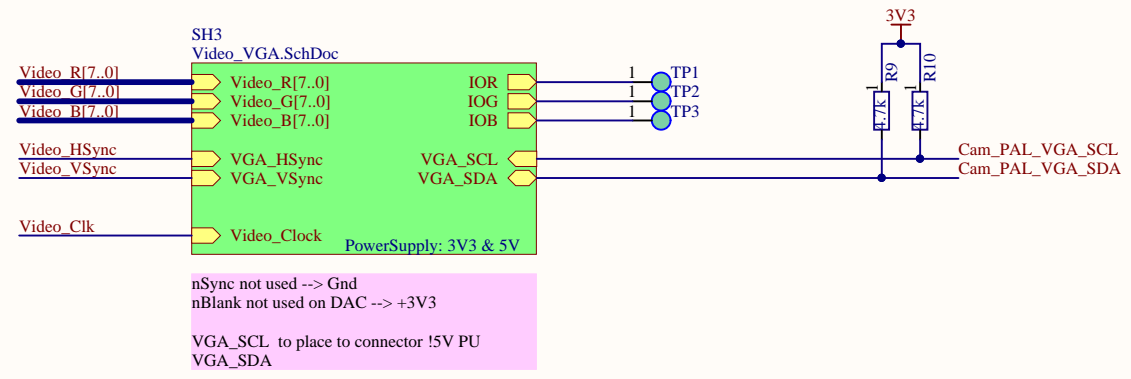 3V3
SH3
Video_VGA.SchDoc
R9
R10
4.7k
4.7k
1
1
Video_R[7..0]
Video_R[7..0]
IOR
1
TP1
Video_G[7..0]
Video_G[7..0]
IOG
1
TP2
Video_B[7..0]
Video_B[7..0]
IOB
1
TP3
Video_HSync
VGA_HSync
VGA_SCL
Cam_PAL_VGA_SCL
Video_VSync
VGA_VSync
VGA_SDA
Cam_PAL_VGA_SDA
Video_Clk
Video_Clock
PowerSupply: 3V3 & 5V
nSync not used --> Gnd
nBlank not used on DAC --> +3V3
VGA_SCL  to place to connector !5V PU
VGA_SDA